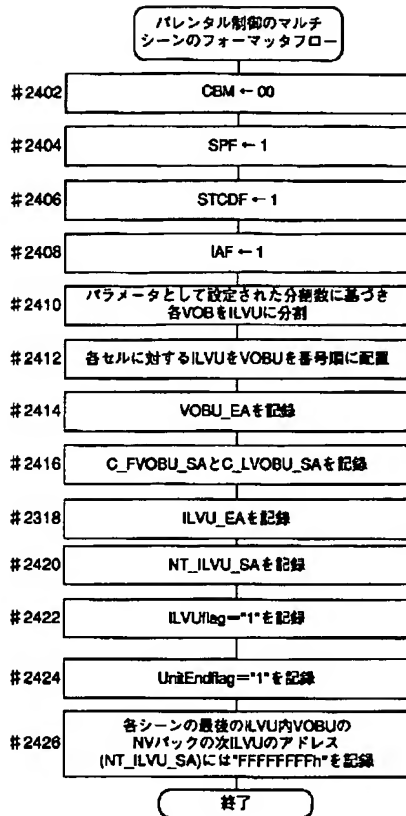 パレンタル制御のマルチ
シーンのフォーマッタフロー
#2402
CBM ← 00
#2404
SPF ← 1
#2406
STCDF ← 1
#2408
IAF ← 1
#2410
パラメータとして設定された分割数に基づき
各VOBをILVUに分割
#2412
各セルに対するILVUをVOBUを番号順に配置
#2414
VOBU_EAを記録
#2416
C_FVOBU_SAとC_LVOBU_SAを記録
#2318
ILVU_EAを記録
#2420
NT_ILVU_SAを記録
#2422
ILVUflag="1"を記録
#2424
UnitEndflag="1"を記録
#2426
各シーンの最後のILVU内VOBUの
NVパックの次ILVUのアドレス
(NT_ILVU_SA)には"FFFFFFFFh"を記録
終了